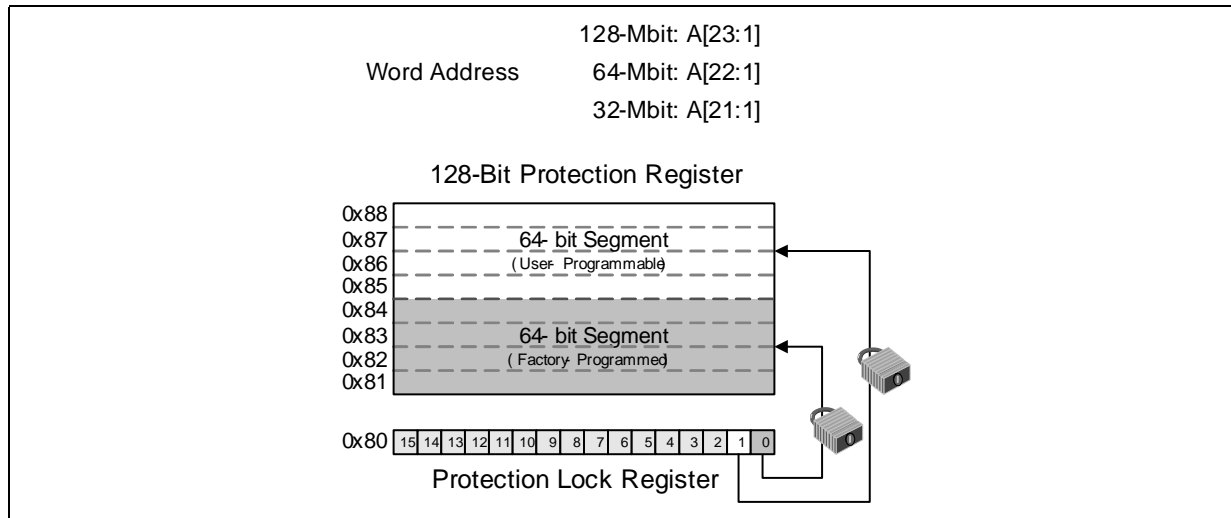 128-Mbit: A[23:1]
Word Address 64-Mbit: A[22:1]
32-Mbit: A[21:1]
128-Bit Protection Register
0x88
0x87 64- bit Segment
0x86 (User- Programmable)
0x85
0x84
0x83 64- bit Segment
0x82 (Factory- Programmed)
0x81
0x80 15 14 13 12 11 10 9 8 7 6 5 4 3 2 1 0
Protection Lock Register